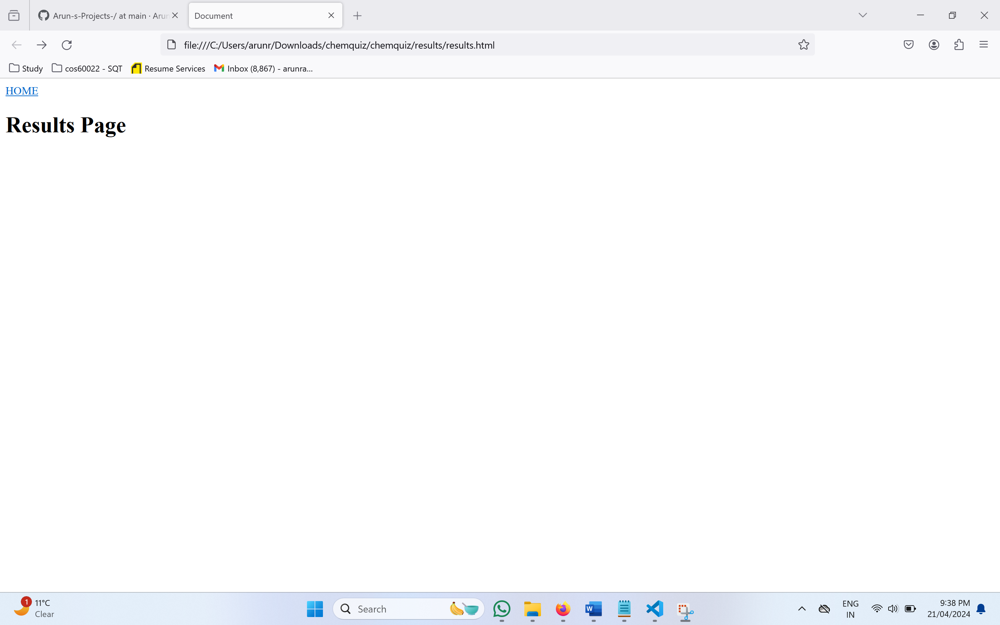 Arun-s-Projects-/ at main · Arun
Document
file:///C:/Users/arunr/Downloads/chemquiz/chemquiz/results/results.html
Study
cos60022 - SQT
Resume Services
Inbox (8,867) - arunra...
HOME
Results Page
1
11°C
Clear
Search
W
ENG
IN
9:38 PM
21/04/2024